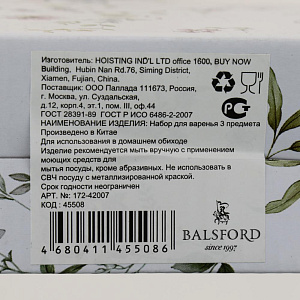 Изготовитель: HOISTING IND'L LTD office 1600, BUY NOW
Building, Hubin Nan Rd.76, Siming District,
Xiamen, Fujian, China.
Поставщик: ООО Паллада 111673, Россия,
г. Москва, ул. Суздальская,
д.12, корп.4, эт.1, пом. III, оф.44
ГОСТ 28391-89 ГОСТ Р ИСО 6486-2-2007
НАИМЕНОВАНИЕ ИЗДЕЛИЯ: Набор для варенья 3 предмета
Произведено в Китае
Для использования в домашнем обиходе
Изделие рекомендуется мыть вручную с применением
моющих средств для
мытья посуды, кроме абразивных. Не использовать в
СВЧ посуду с металлизированной краской.
Срок годности неограничен
АРТ. №: 172-42007
КОД : 45508
4 680411 455086
BALSFORD
since 1997